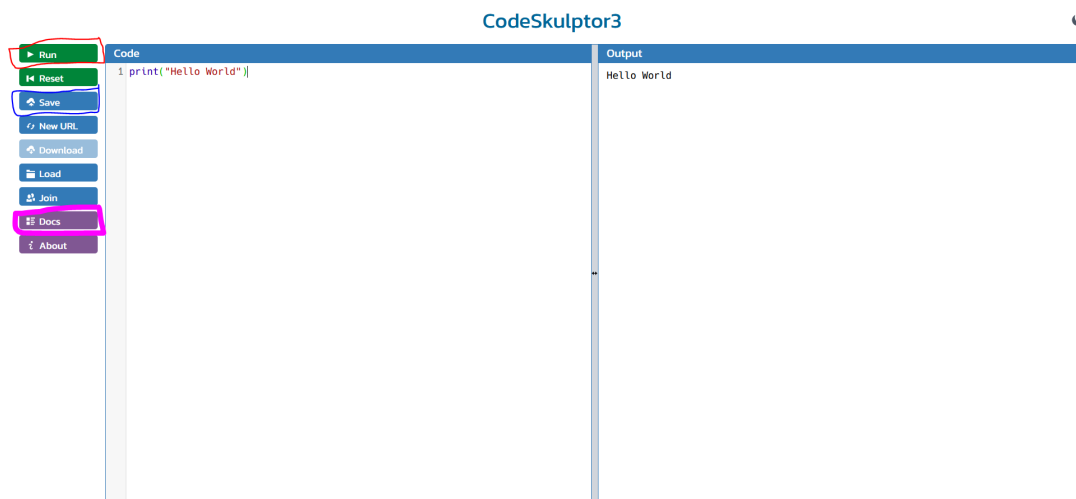 CodeSkulptor3
Run
Reset
Save
New URL
Download
Load
Join
Docs
About
Code
1 print("Hello World")
Output
Hello World